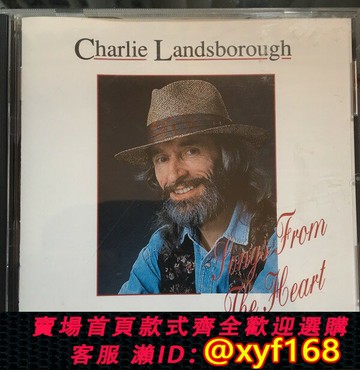 Charlie Landsborough
Songs From
The Heart
賣場首頁款式齊全歡迎選購
客服 瀨ID:@xyf168